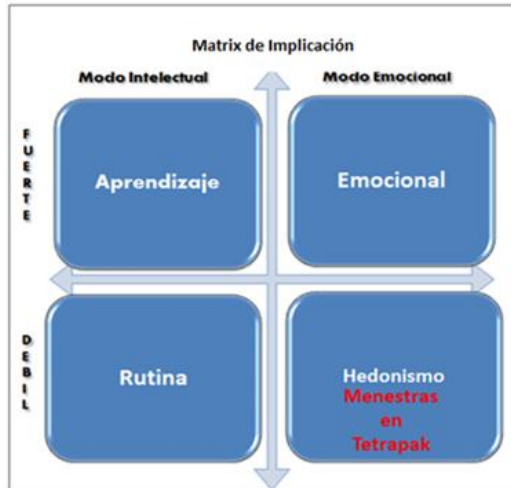 Matrix de Implicación
Modo Intelectual
Modo Emocional
FUERTE
Aprendizaje
Emocional
DEBIL
Rutina
Hedonismo
Menestras
en
Tetrapak